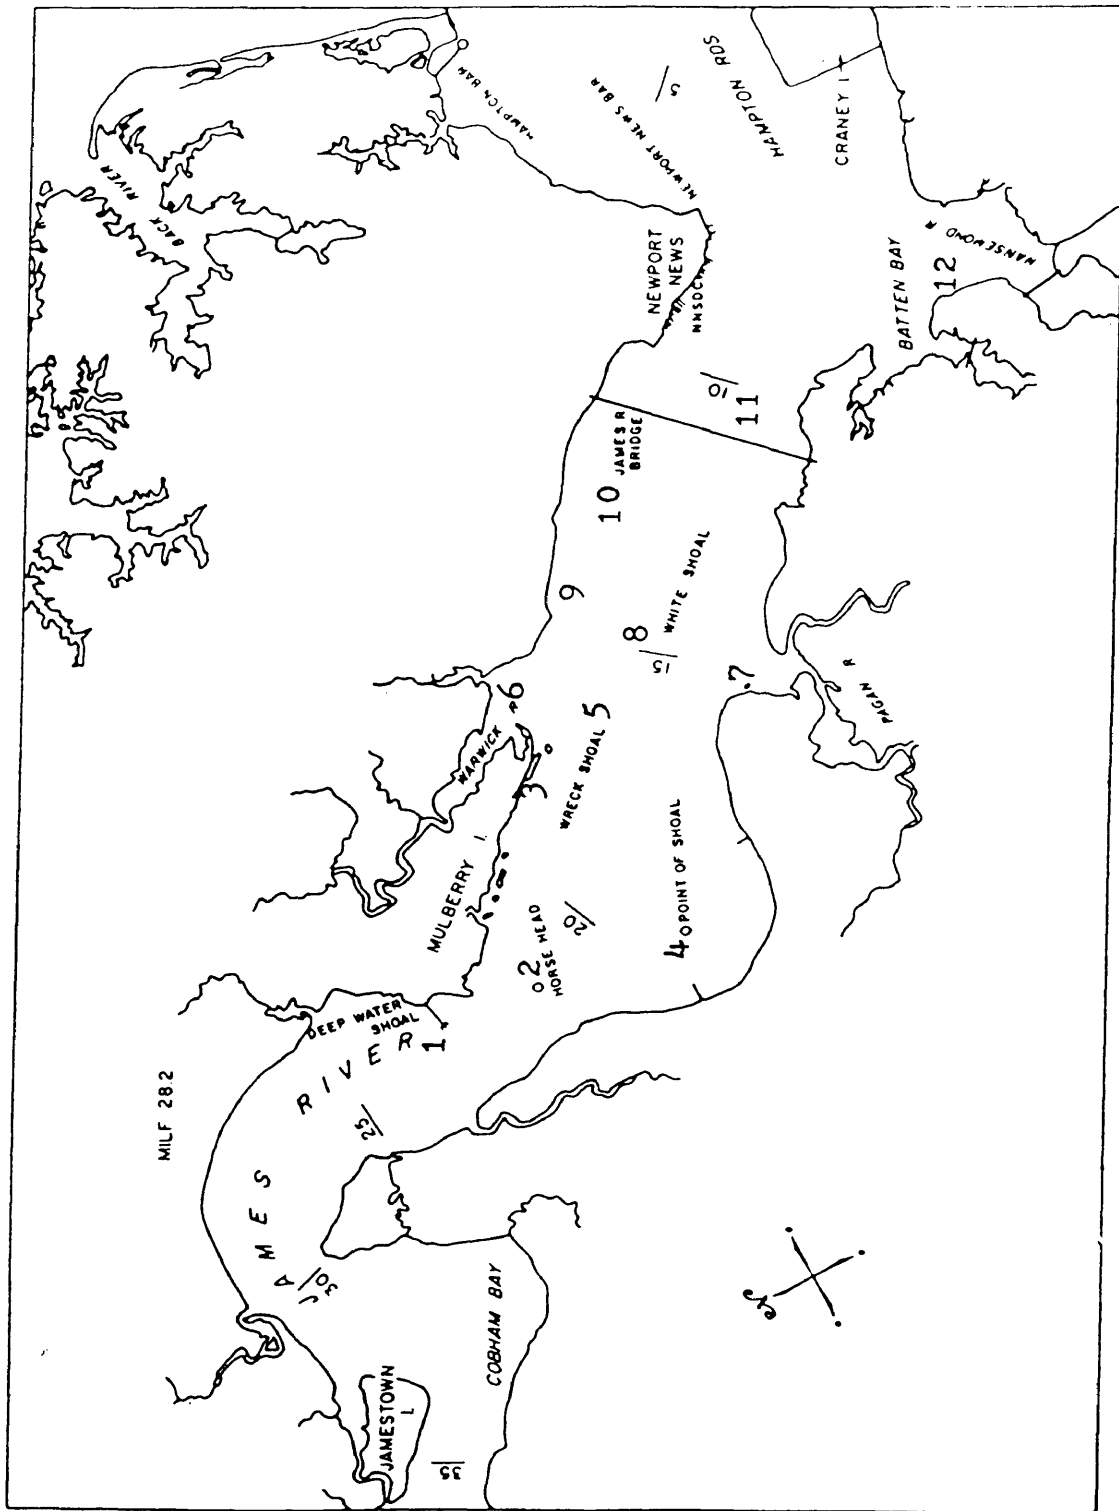 MILF 28.2
JAMES RIVER
DEEP WATER
SHOAL
1
MULBERRY I.
WARWICK R
6
3
2
HORSE HEAD
WRECK SHOAL 5
4 POINT OF SHOAL
7
8
WHITE SHOAL
9
10
JAMES R
BRIDGE
11
NEWPORT
NEWS
BATTEN BAY
12
NANSEMOND R
PAGAN R
BACK RIVER
HAMPTON BAR
NEWPORT NEWS BAR
HAMPTON RDS
CRANEY I
COBHAM BAY
JAMESTOWN
I.
5
10
15
20
25
30
35